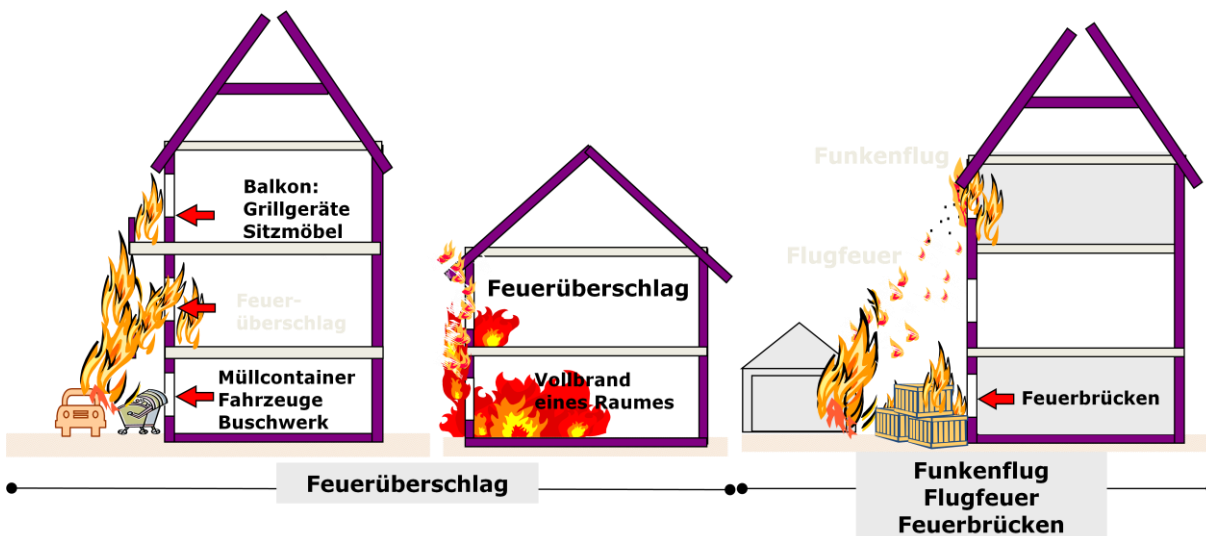 Balkon:
Grillgeräte
Sitzmöbel
Feuer-
überschlag
Müllcontainer
Fahrzeuge
Buschwerk
Feuerüberschlag
Vollbrand
eines Raumes
Funkenflug
Flugfeuer
Feuerbrücken
Feuerüberschlag
Funkenflug
Flugfeuer
Feuerbrücken